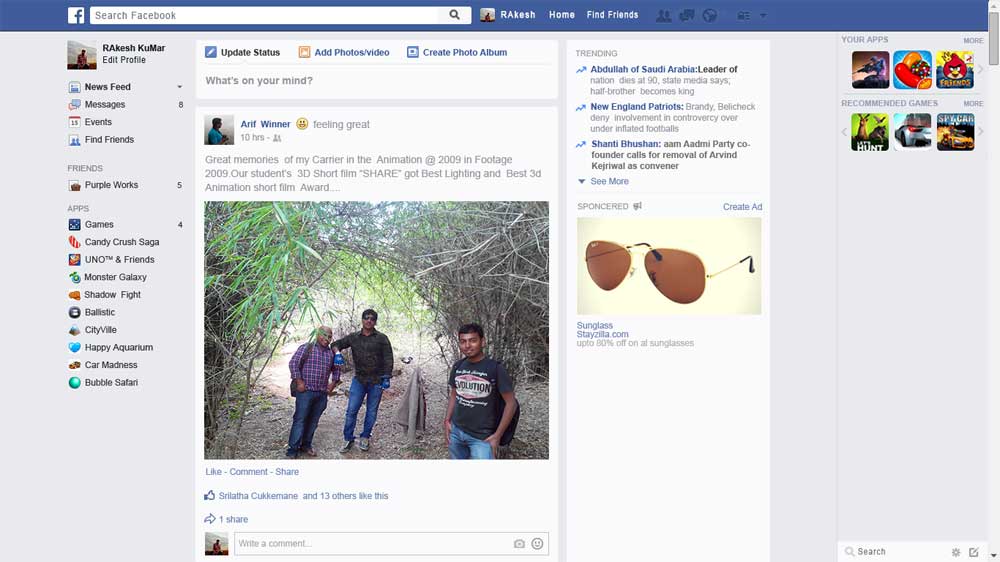 f
Search Facebook
RAkesh Home Find Friends
RAkesh KuMar
Edit Profile
News Feed
Messages 8
15 Events
Find Friends
FRIENDS
Purple Works 5
APPS
Games 4
Candy Crush Saga
UNO™ & Friends
Monster Galaxy
Shadow Fight
Ballistic
CityVille
Happy Aquarium
Car Madness
Bubble Safari
Update Status Add Photos/video Create Photo Album
What's on your mind?
Arif Winner feeling great
10 hrs -
Great memories of my Carrier in the Animation @ 2009 in Footage
2009.Our student's 3D Short film "SHARE" got Best Lighting and Best 3d
Animation short film Award....
REVOLUTION
Like - Comment - Share
Srilatha Cukkemane and 13 others like this
1 share
Write a comment...
TRENDING
Abdullah of Saudi Arabia:Leader of
nation dies at 90, state media says;
half-brother becomes king
New England Patriots: Brandy, Belicheck
deny involvement in controvery over
under inflated footballs
Shanti Bhushan: aam Aadmi Party co-
founder calls for removal of Arvind
Kejriwal as convener
See More
SPONCERED Create Ad
Sunglass
Stayzilla.com
upto 80% off on al sunglasses
YOUR APPS MORE
FRIENDS
RECOMMENDED GAMES MORE
HUNT
SPY CAR
Search